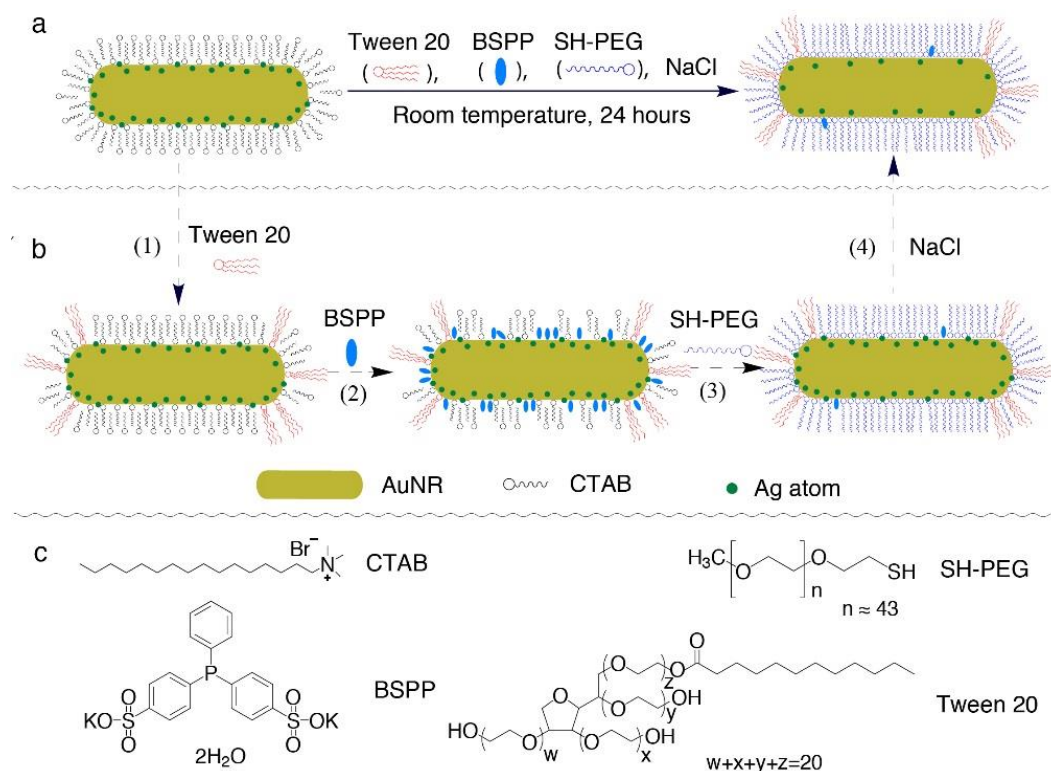 a
Tween 20 BSPP SH-PEG
( ), ( ), ( ), NaCl
Room temperature, 24 hours
(1) Tween 20
(4) NaCl
b
BSPP
(2)
SH-PEG
(3)
AuNR CTAB Ag atom
c
Br−
N
+
CTAB
H₃C O O SH
n
n ≈ 43
SH-PEG
P
KO S O O
O S OK O
2H₂O
BSPP
O
O O
z
O OH
y
O
HO O w O OH x
w+x+y+z=20
Tween 20